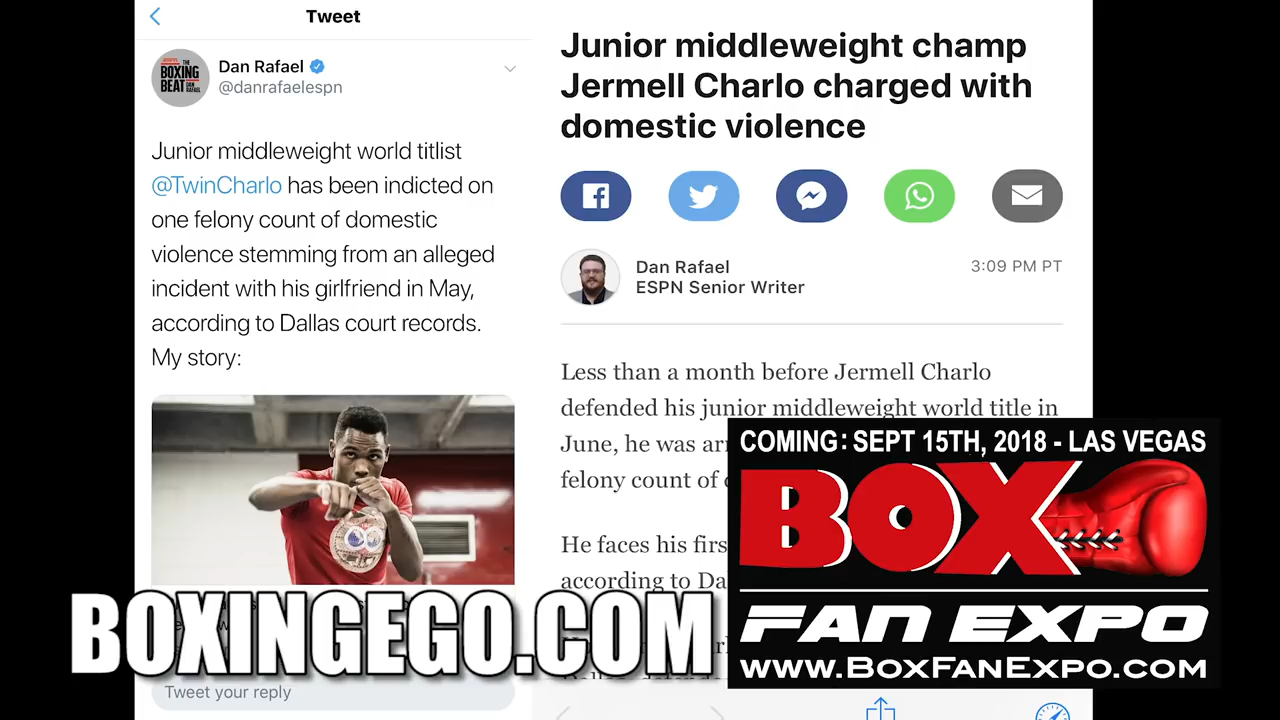 Tweet
THE
BOXING
BEAT
Dan Rafael
@danrafaelespn
Junior middleweight world titlist
@TwinCharlo has been indicted on
one felony count of domestic
violence stemming from an alleged
incident with his girlfriend in May,
according to Dallas court records.
My story:
Tweet your reply
Junior middleweight champ
Jermell Charlo charged with
domestic violence
Dan Rafael
ESPN Senior Writer
3:09 PM PT
Less than a month before Jermell Charlo
defended his junior middleweight world title in
June, he was
felony count of
He faces his
according to
BOXINGEGO.COM
COMING: SEPT 15TH, 2018 - LAS VEGAS
BOX
FAN EXPO
WWW.BOXFANEXPO.COM